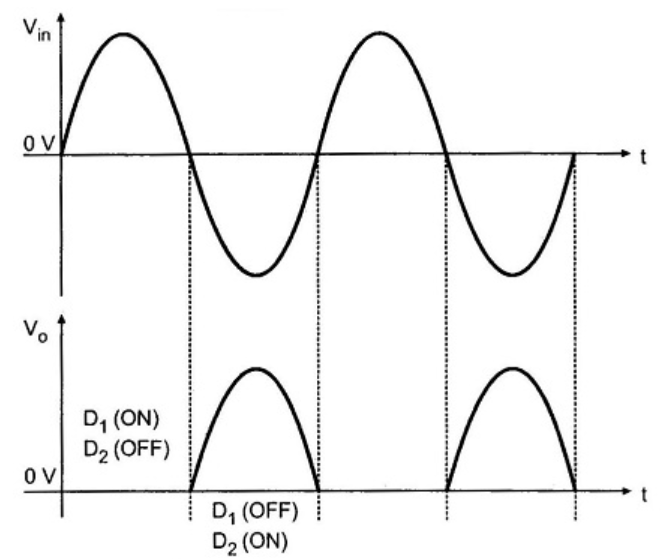 V_in
0 V
t
V_o
D_1 (ON)
D_2 (OFF)
0 V
t
D_1 (OFF)
D_2 (ON)